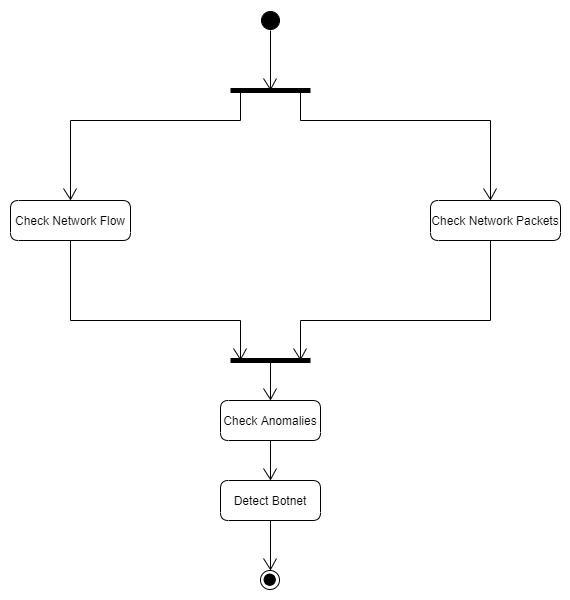 Check Network Flow
Check Network Packets
Check Anomalies
Detect Botnet